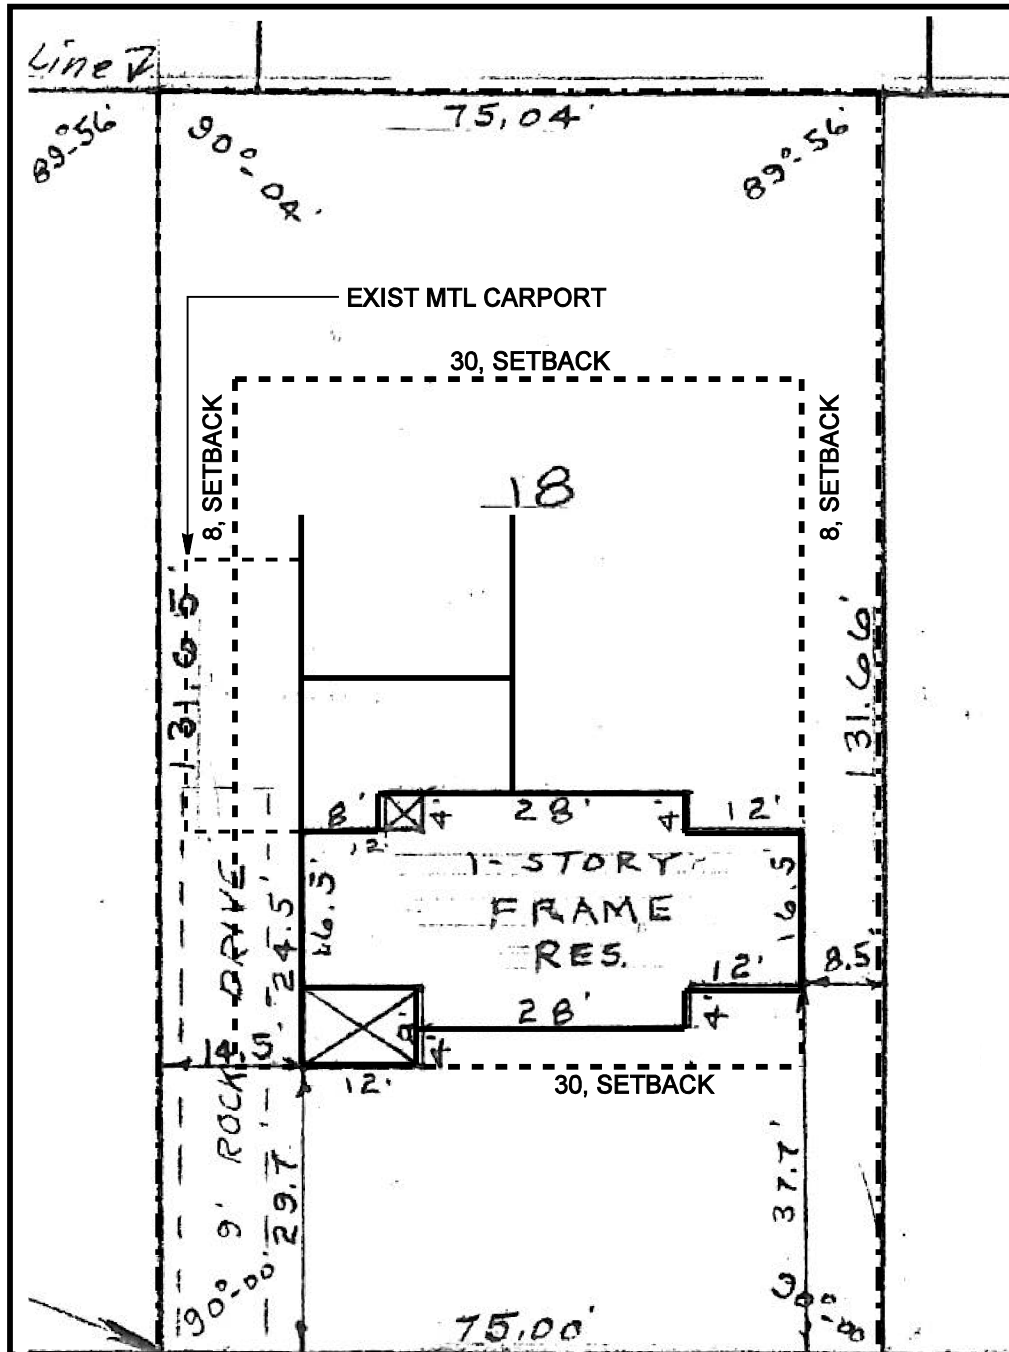 Line
75.04'
89°-56'
90°-04'
89°-56'
EXIST MTL CARPORT
30, SETBACK
8, SETBACK
8, SETBACK
18
131.65'
131.66'
8'
4'
28'
4'
12'
12'
1- STORY
FRAME
RES.
16.5'
16.5
24.5'
12'
8.5'
28'
4'
8'
4'
14.5'
12'
30, SETBACK
9' ROCK DRIVE
29.7'
37.7'
90°-00'
75.00'
90°-00'